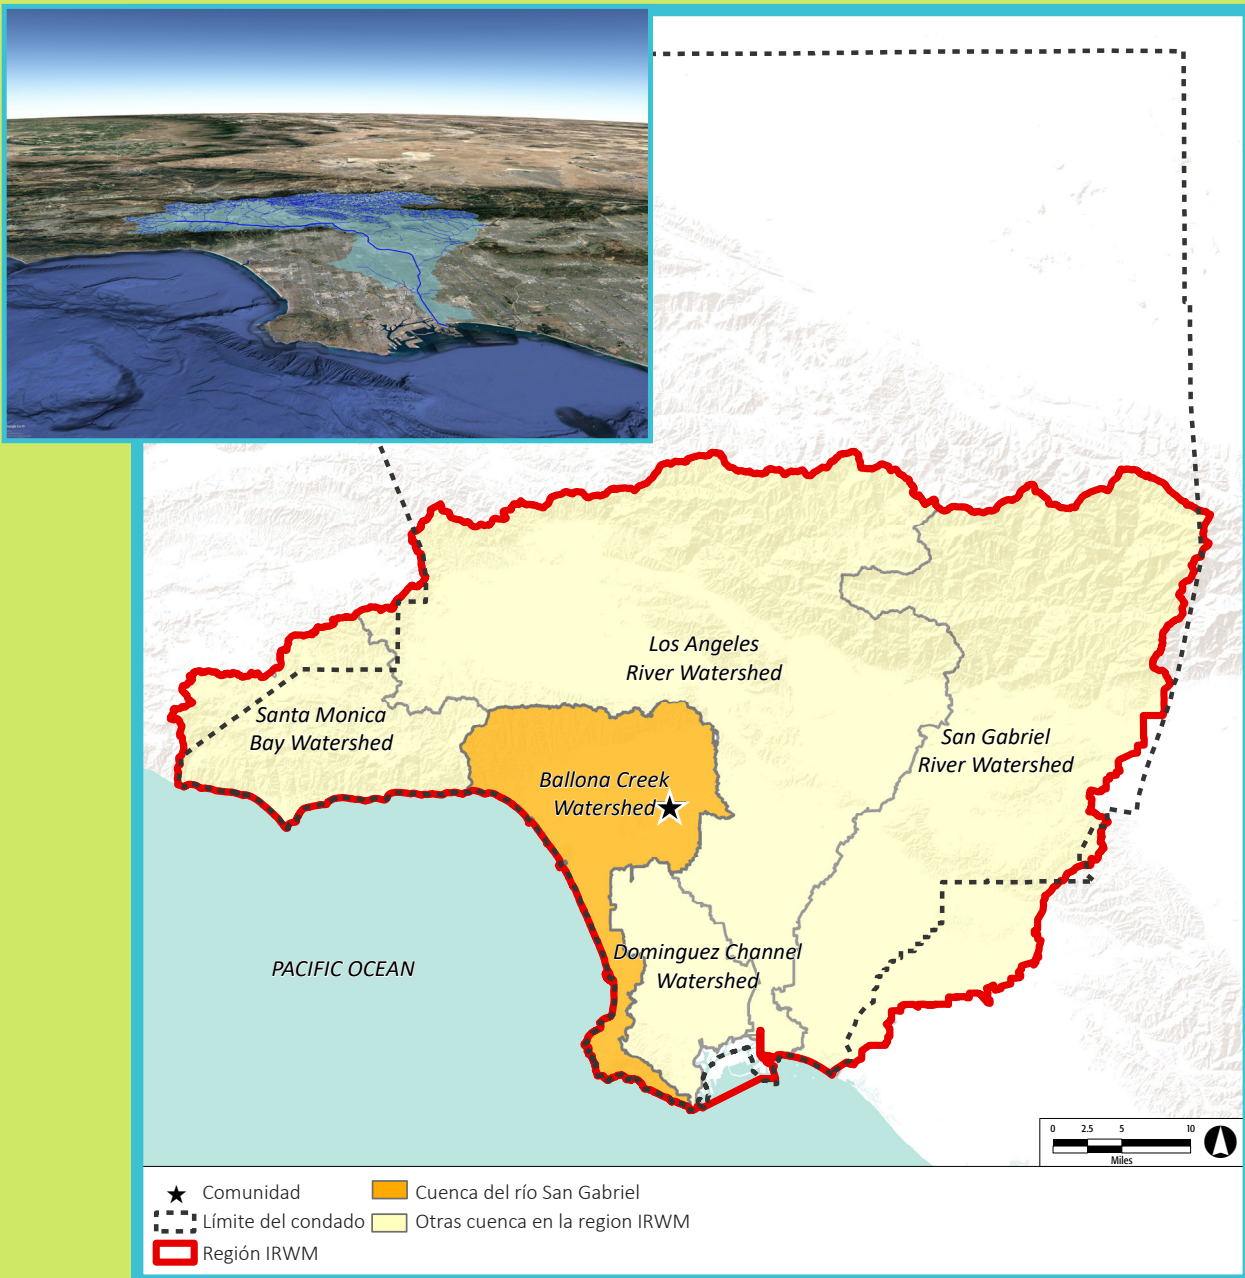 Los Angeles
River Watershed
Santa Monica
Bay Watershed
San Gabriel
River Watershed
Ballona Creek
Watershed
Dominguez Channel
Watershed
PACIFIC OCEAN
0 2.5 5 10
Miles
Comunidad
Cuenca del río San Gabriel
Límite del condado
Otras cuenca en la region IRWM
Región IRWM